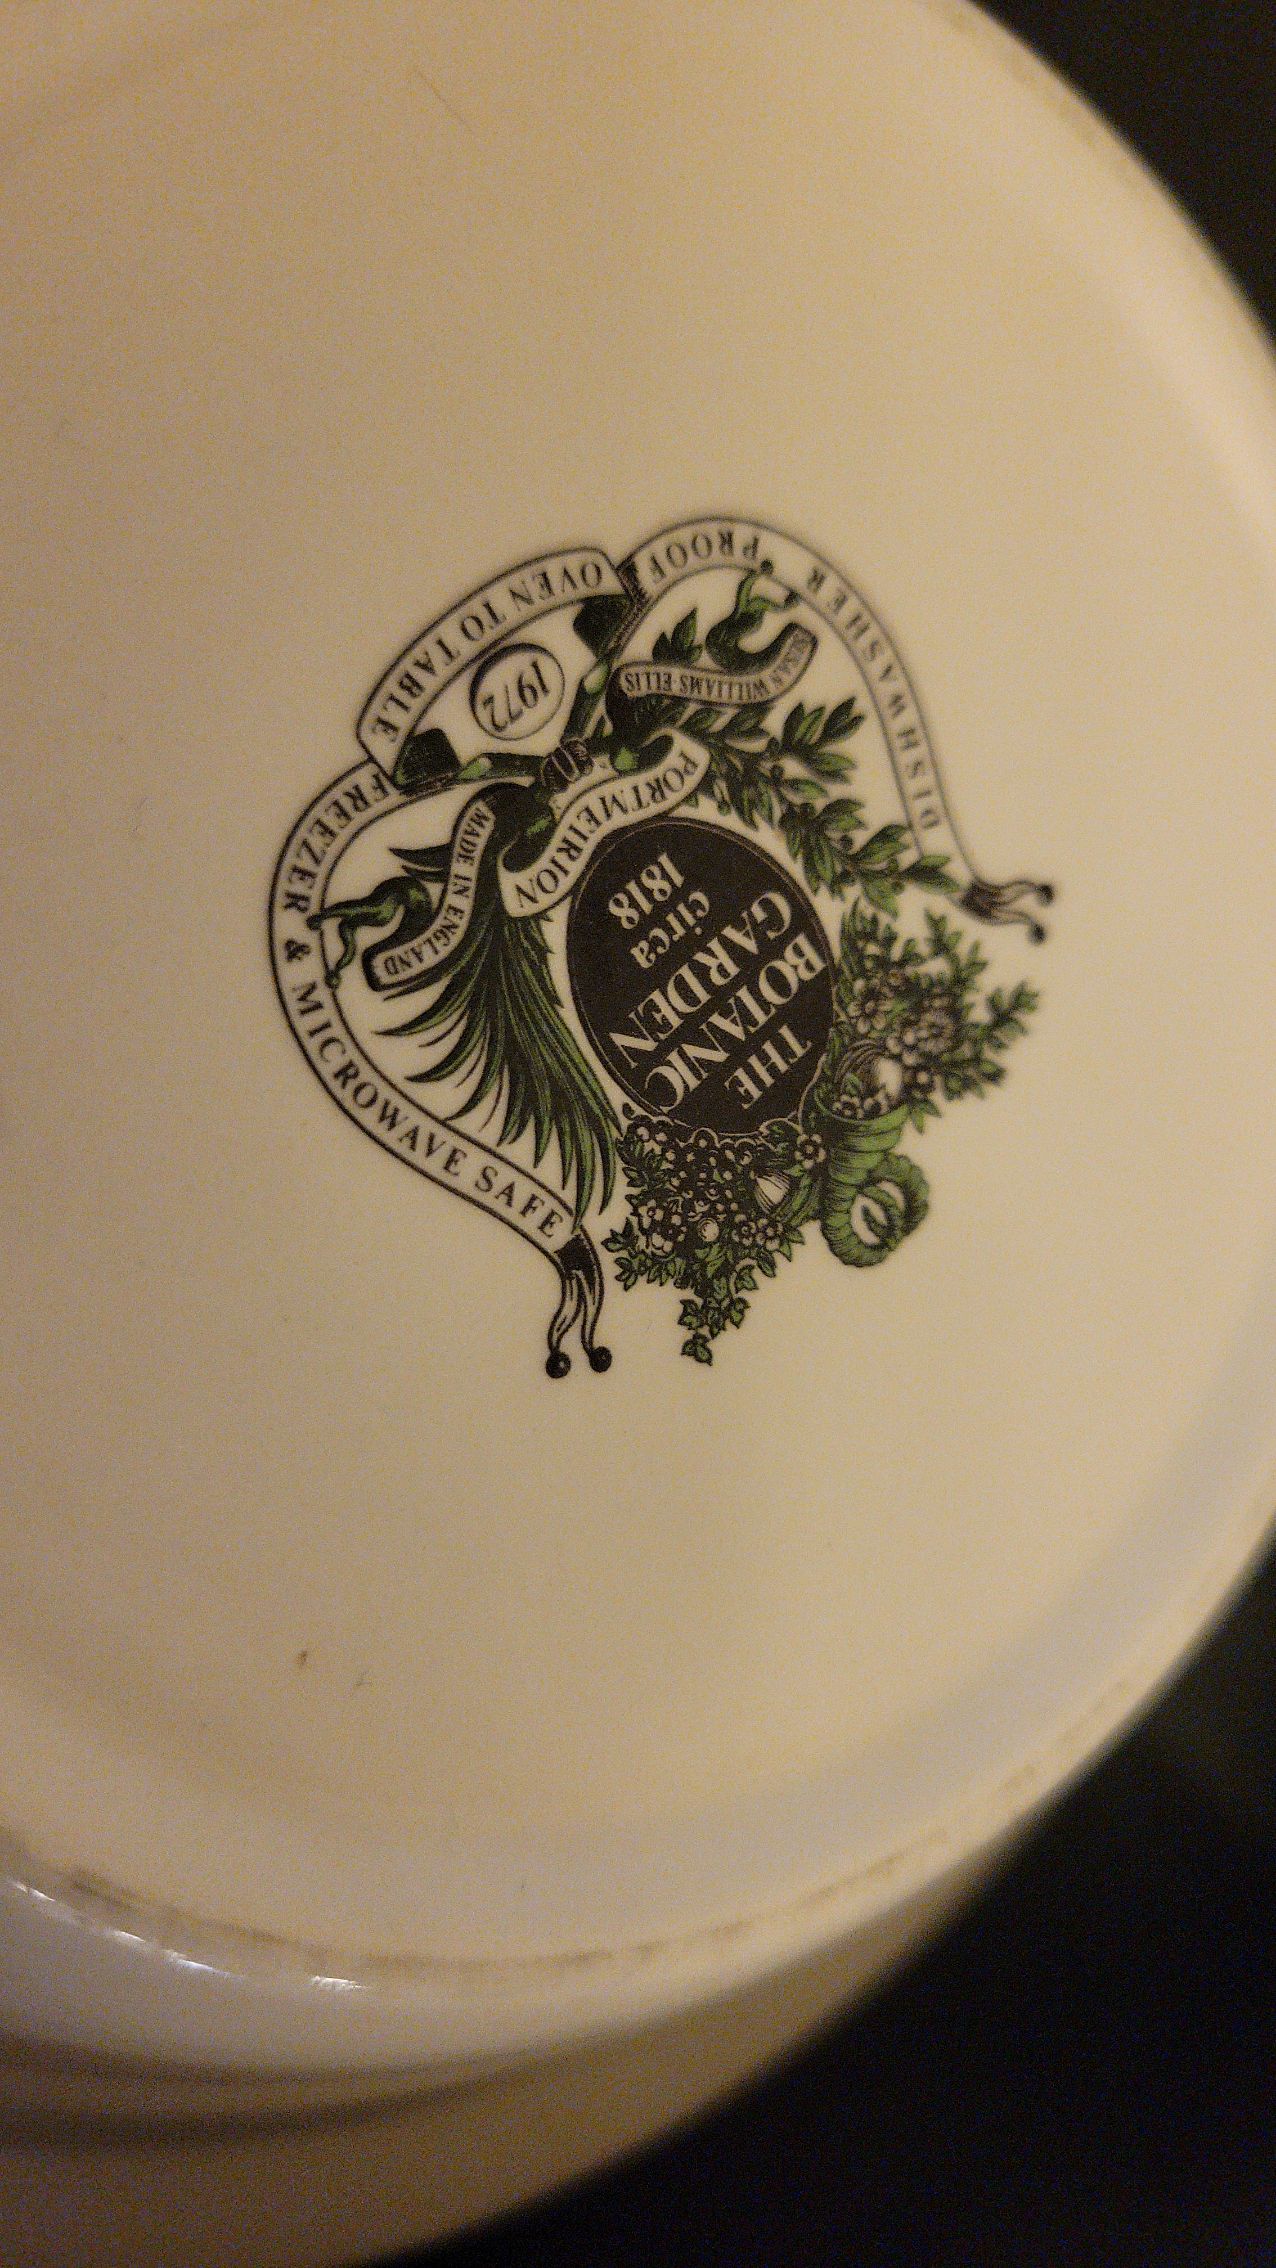 THE
BOTANIC
GARDEN
circa
1818
PORTMEIRION
SUSAN WILLIAMS-ELLIS
MADE IN ENGLAND
1972
DISHWASHER PROOF
OVEN TO TABLE
FREEZER & MICROWAVE SAFE